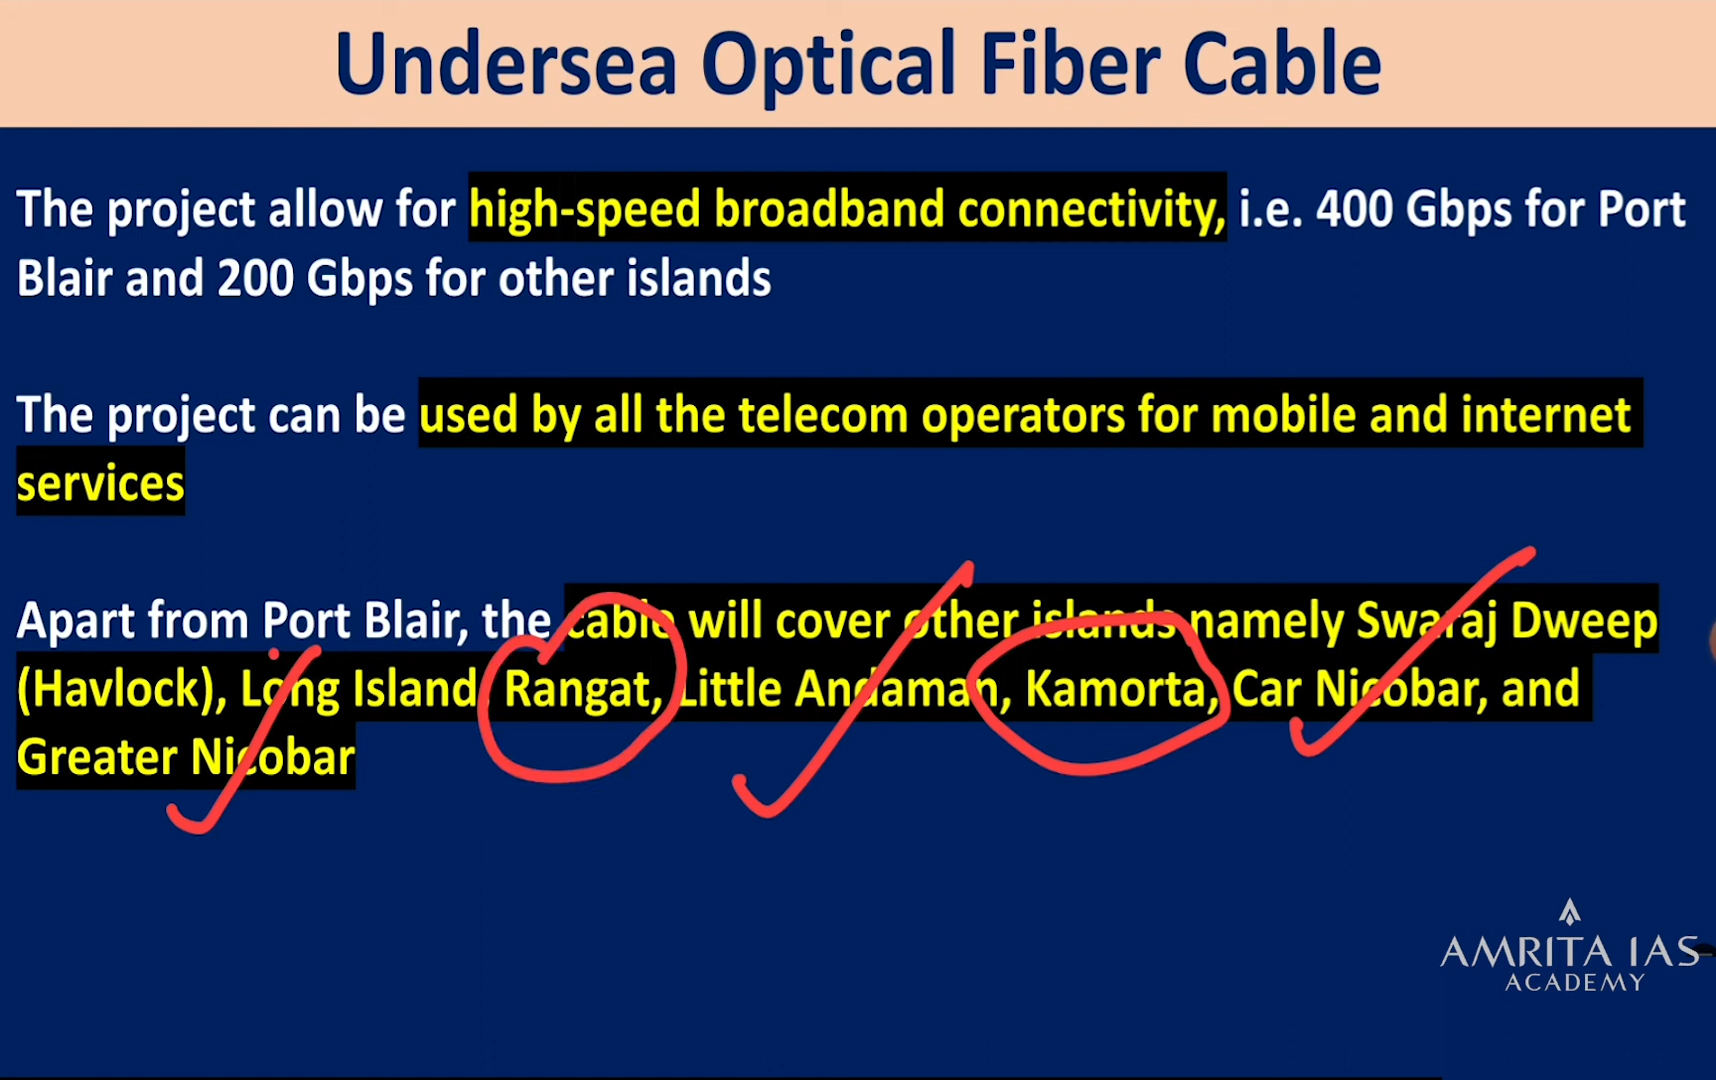 Undersea Optical Fiber Cable
The project allow for high-speed broadband connectivity, i.e. 400 Gbps for Port
Blair and 200 Gbps for other islands
The project can be used by all the telecom operators for mobile and internet
services
Apart from Port Blair, the cable will cover other islands namely Swaraj Dweep
(Havlock), Long Island, Rangat, Little Andaman, Kamorta, Car Nicobar, and
Greater Nicobar
AMRITA IAS
ACADEMY